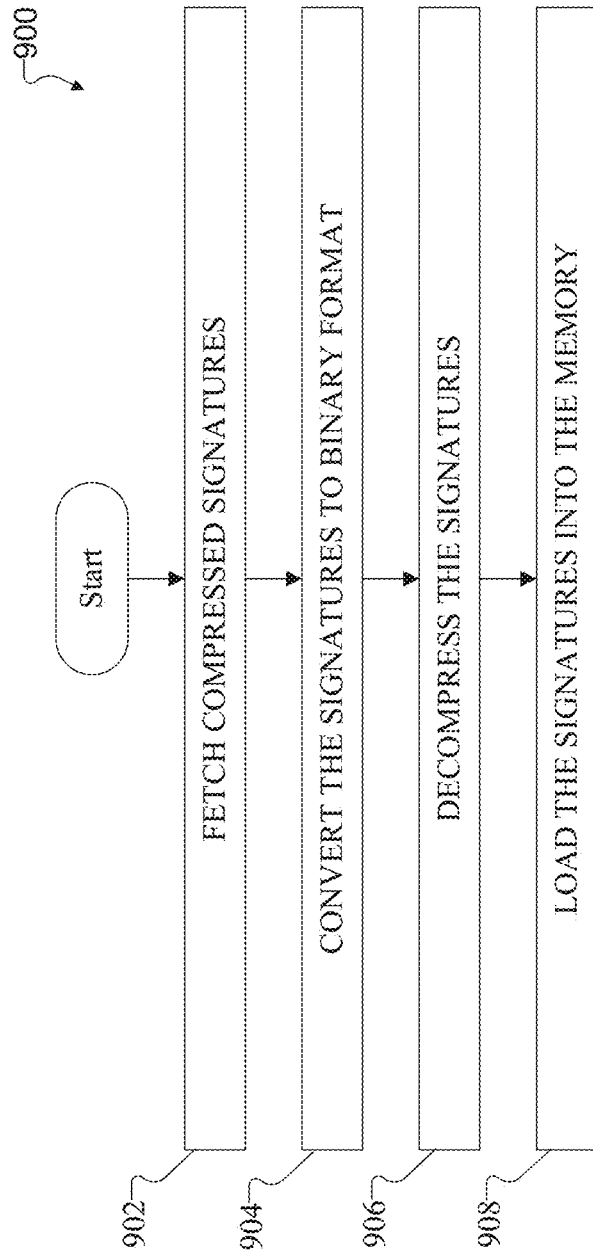 900
Start
902
FETCH COMPRESSED SIGNATURES
904
CONVERT THE SIGNATURES TO BINARY FORMAT
906
DECOMPRESS THE SIGNATURES
908
LOAD THE SIGNATURES INTO THE MEMORY